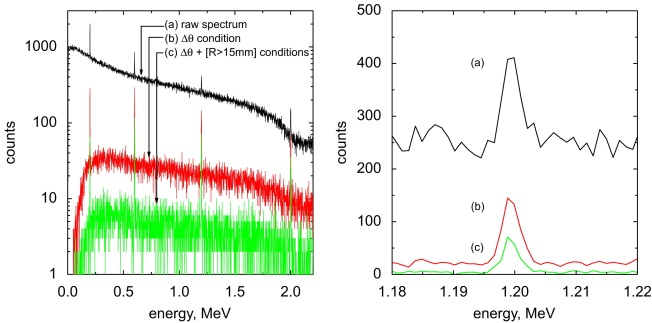 (a) raw spectrum
(b) Δθ condition
(c) Δθ + [R>15mm] conditions
1000
100
10
1
counts
0.0 0.5 1.0 1.5 2.0
energy, MeV
500
400
300
250
100
50
0
counts
(a)
(b)
(c)
1.18 1.19 1.20 1.21 1.22
energy, MeV